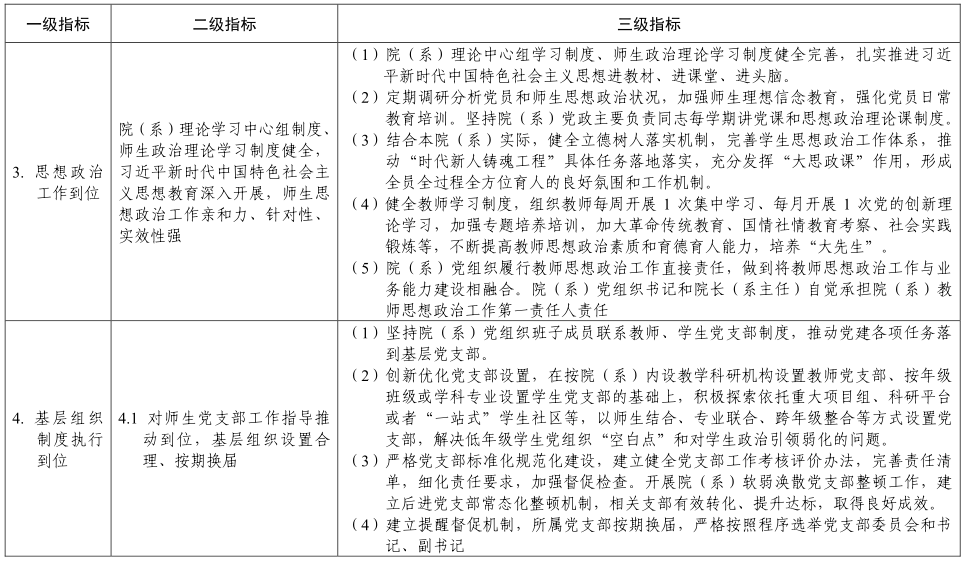 一级指标
二级指标
三级指标
3. 思想政治
工作到位
院（系）理论学习中心组制度、
师生政治理论学习制度健全，
习近平新时代中国特色社会主
义思想教育深入开展，师生思
想政治工作亲和力、针对性、
实效性强
（1）院（系）理论中心组学习制度、师生政治理论学习制度健全完善，扎实推进习近
平新时代中国特色社会主义思想进教材、进课堂、进头脑。
（2）定期调研分析党员和师生思想政治状况，加强师生理想信念教育，强化党员日常
教育培训。坚持院（系）党政主要负责同志每学期讲党课和思想政治理论课制度。
（3）结合本院（系）实际，健全立德树人落实机制，完善学生思想政治工作体系，推
动“时代新人铸魂工程”具体任务落地落实，充分发挥“大思政课”作用，形成
全员全过程全方位育人的良好氛围和工作机制。
（4）健全教师学习制度，组织教师每周开展 1 次集中学习、每月开展 1 次党的创新理
论学习，加强专题培养培训，加大革命传统教育、国情社情教育考察、社会实践
锻炼等，不断提高教师思想政治素质和育德育人能力，培养“大先生”。
（5）院（系）党组织履行教师思想政治工作直接责任，做到将教师思想政治工作与业
务能力建设相融合。院（系）党组织书记和院长（系主任）自觉承担院（系）教
师思想政治工作第一责任人责任
4. 基层组织
制度执行
到位
4.1 对师生党支部工作指导推
动到位，基层组织设置合
理、按期换届
（1）坚持院（系）党组织班子成员联系教师、学生党支部制度，推动党建各项任务落
到基层党支部。
（2）创新优化党支部设置，在按院（系）内设教学科研机构设置教师党支部、按年级
班级或学科专业设置学生党支部的基础上，积极探索依托重大项目组、科研平台
或者“一站式”学生社区等，以师生结合、专业联合、跨年级整合等方式设置党
支部，解决低年级学生党组织“空白点”和对学生政治引领弱化的问题。
（3）严格党支部标准化规范化建设，建立健全党支部工作考核评价办法，完善责任清
单，细化责任要求，加强督促检查。开展院（系）软弱涣散党支部整顿工作，建
立后进党支部常态化整顿机制，相关支部有效转化、提升达标，取得良好成效。
（4）建立提醒督促机制，所属党支部按期换届，严格按照程序选举党支部委员会和书
记、副书记